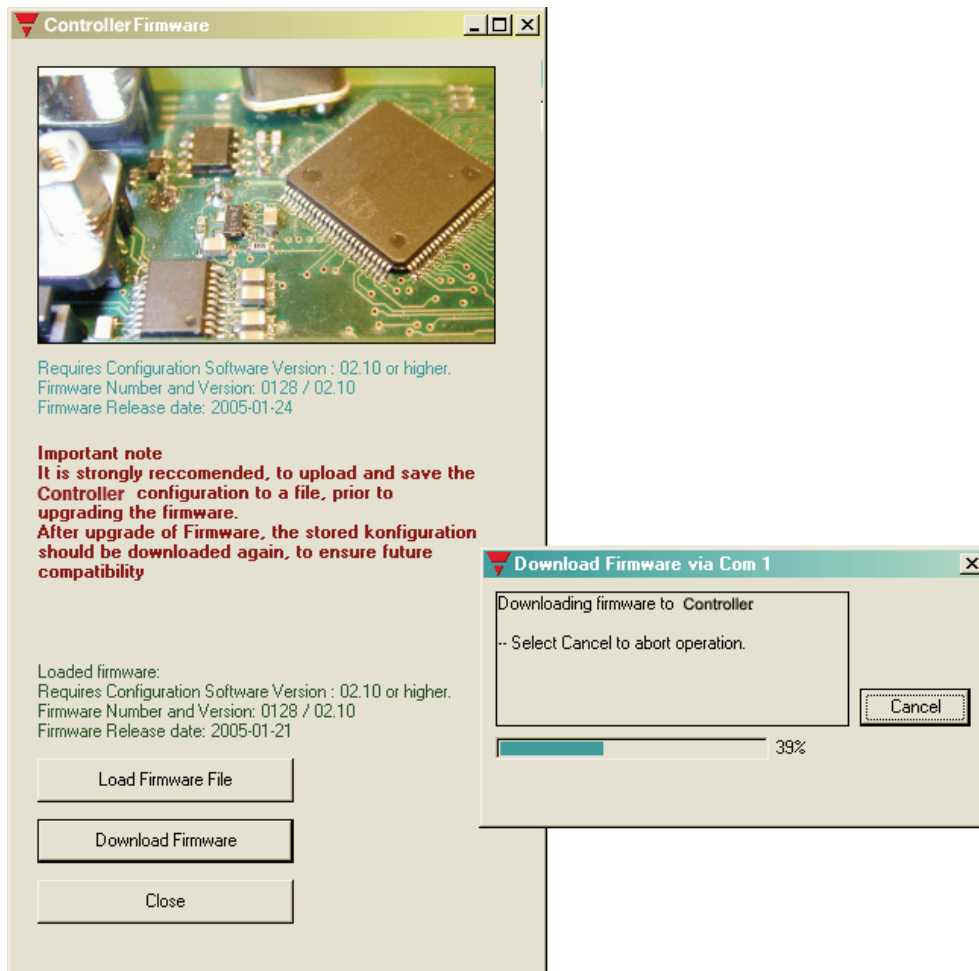 Controller Firmware
Requires Configuration Software Version : 02.10 or higher.
Firmware Number and Version: 0128 / 02.10
Firmware Release date: 2005-01-24
Important note
It is strongly reccomended, to upload and save the
Controller configuration to a file, prior to
upgrading the firmware.
After upgrade of Firmware, the stored konfiguration
should be downloaded again, to ensure future
compatibility
Loaded firmware:
Requires Configuration Software Version : 02.10 or higher.
Firmware Number and Version: 0128 / 02.10
Firmware Release date: 2005-01-21
Load Firmware File
Download Firmware
Close
Download Firmware via Com 1
Downloading firmware to Controller
-- Select Cancel to abort operation.
Cancel
39%